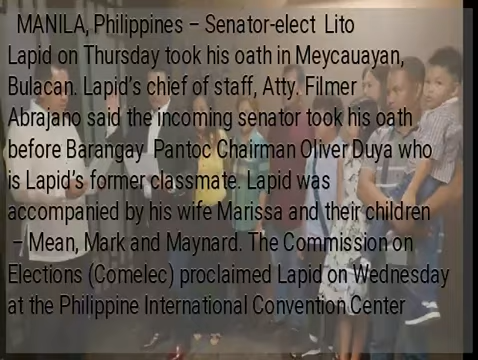 MANILA, Philippines – Senator-elect Lito
Lapid on Thursday took his oath in Meycauayan,
Bulacan. Lapid's chief of staff, Atty. Filmer
Abrajano said the incoming senator took his oath
before Barangay Pantoc Chairman Oliver Duya who
is Lapid's former classmate. Lapid was
accompanied by his wife Marissa and their children
– Mean, Mark and Maynard. The Commission on
Elections (Comelec) proclaimed Lapid on Wednesday
at the Philippine International Convention Center